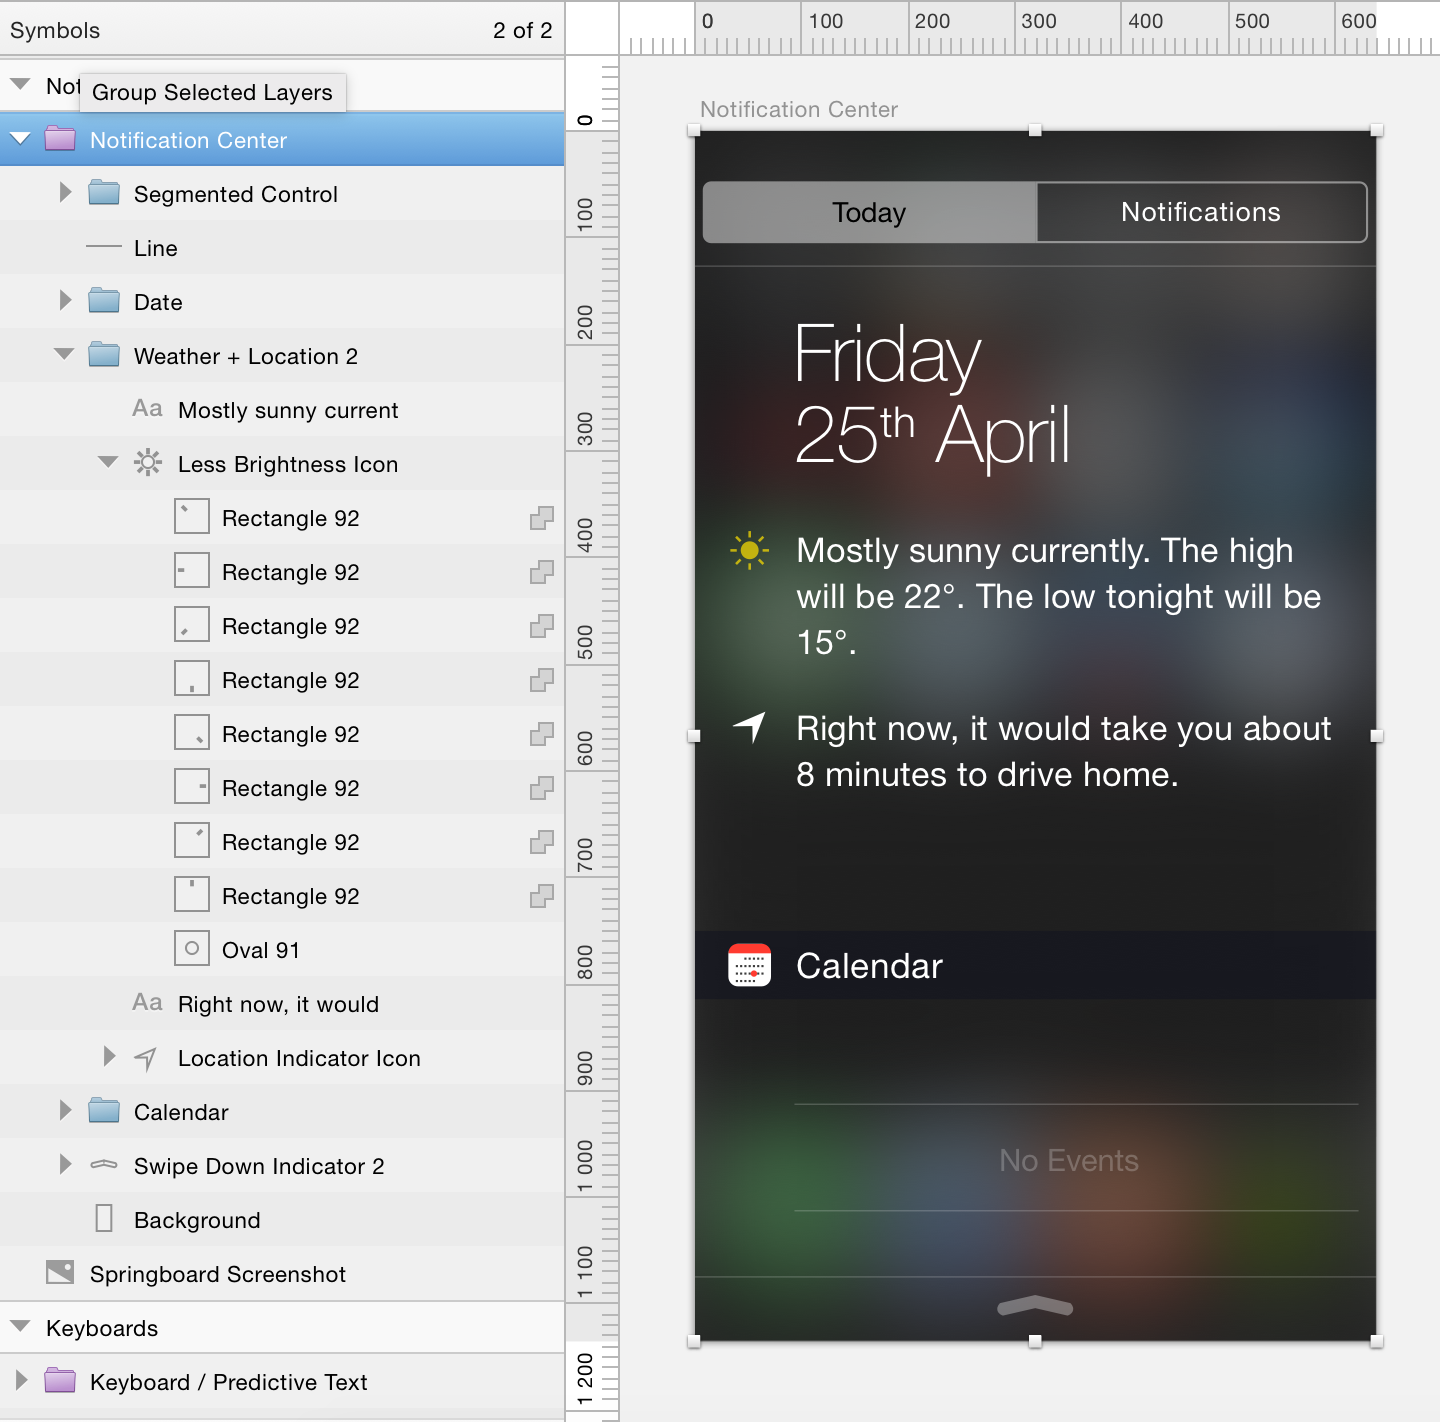 Symbols
2 of 2
Not
Group Selected Layers
Notification Center
Segmented Control
Line
Date
Weather + Location 2
Aa Mostly sunny current
Less Brightness Icon
Rectangle 92
Rectangle 92
Rectangle 92
Rectangle 92
Rectangle 92
Rectangle 92
Rectangle 92
Rectangle 92
Oval 91
Aa Right now, it would
Location Indicator Icon
Calendar
Swipe Down Indicator 2
Background
Springboard Screenshot
Keyboards
Keyboard / Predictive Text
0 100 200 300 400 500 600
0
100
200
300
400
500
600
700
800
900
1 000
1 100
1 200
Notification Center
Today
Notifications
Friday
25th April
Mostly sunny currently. The high
will be 22°. The low tonight will be
15°.
Right now, it would take you about
8 minutes to drive home.
Calendar
No Events